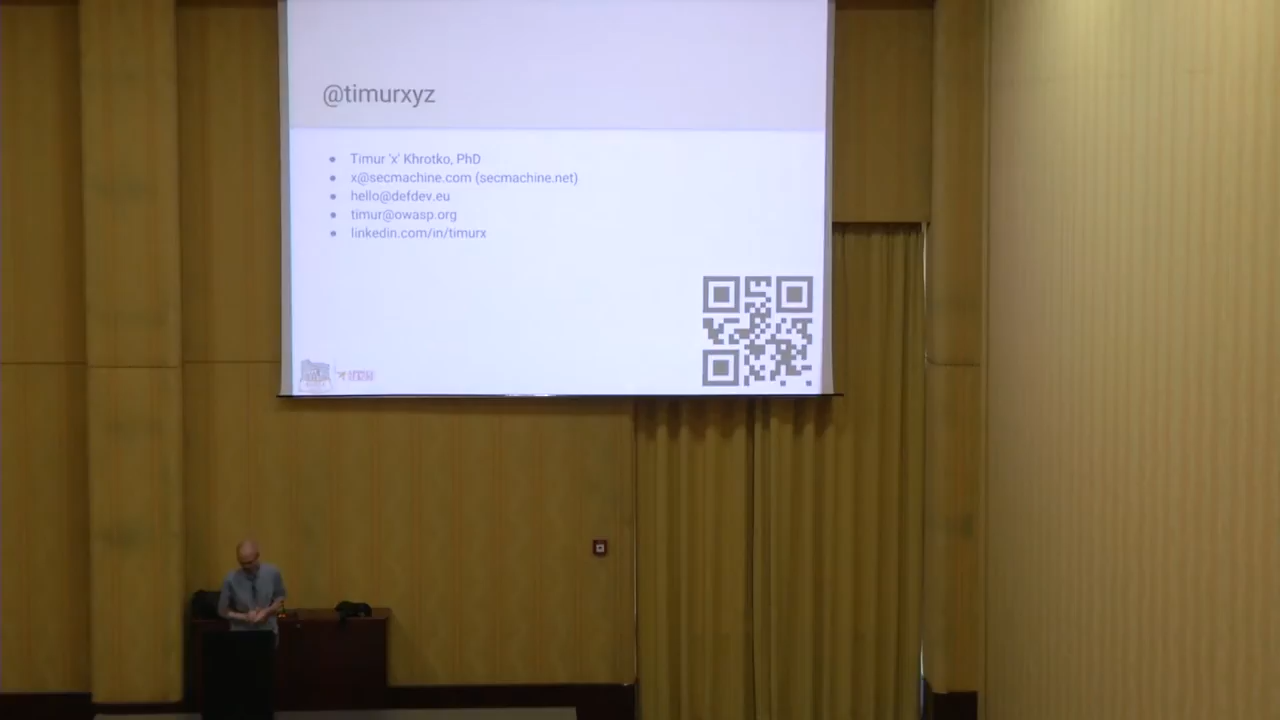 @timurxyz
Timur 'x' Khrotko, PhD
x@secmachine.com (secmachine.net)
hello@defdev.eu
timur@owasp.org
linkedin.com/in/timurx